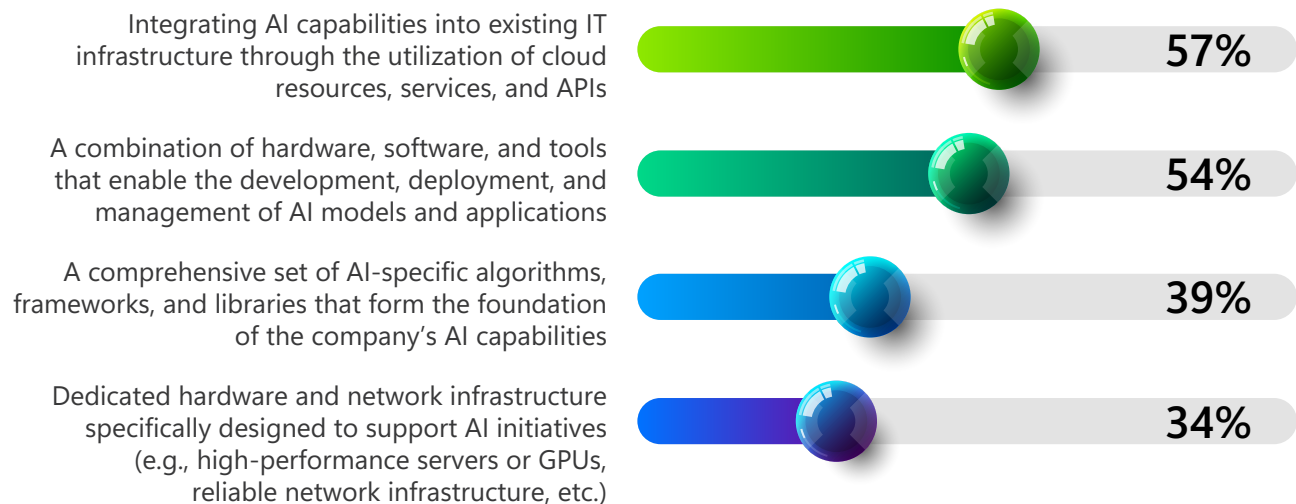 Integrating AI capabilities into existing IT
infrastructure through the utilization of cloud
resources, services, and APIs
57%
A combination of hardware, software, and tools
that enable the development, deployment, and
management of AI models and applications
54%
A comprehensive set of AI-specific algorithms,
frameworks, and libraries that form the foundation
of the company’s AI capabilities
39%
Dedicated hardware and network infrastructure
specifically designed to support AI initiatives
(e.g., high-performance servers or GPUs,
reliable network infrastructure, etc.)
34%